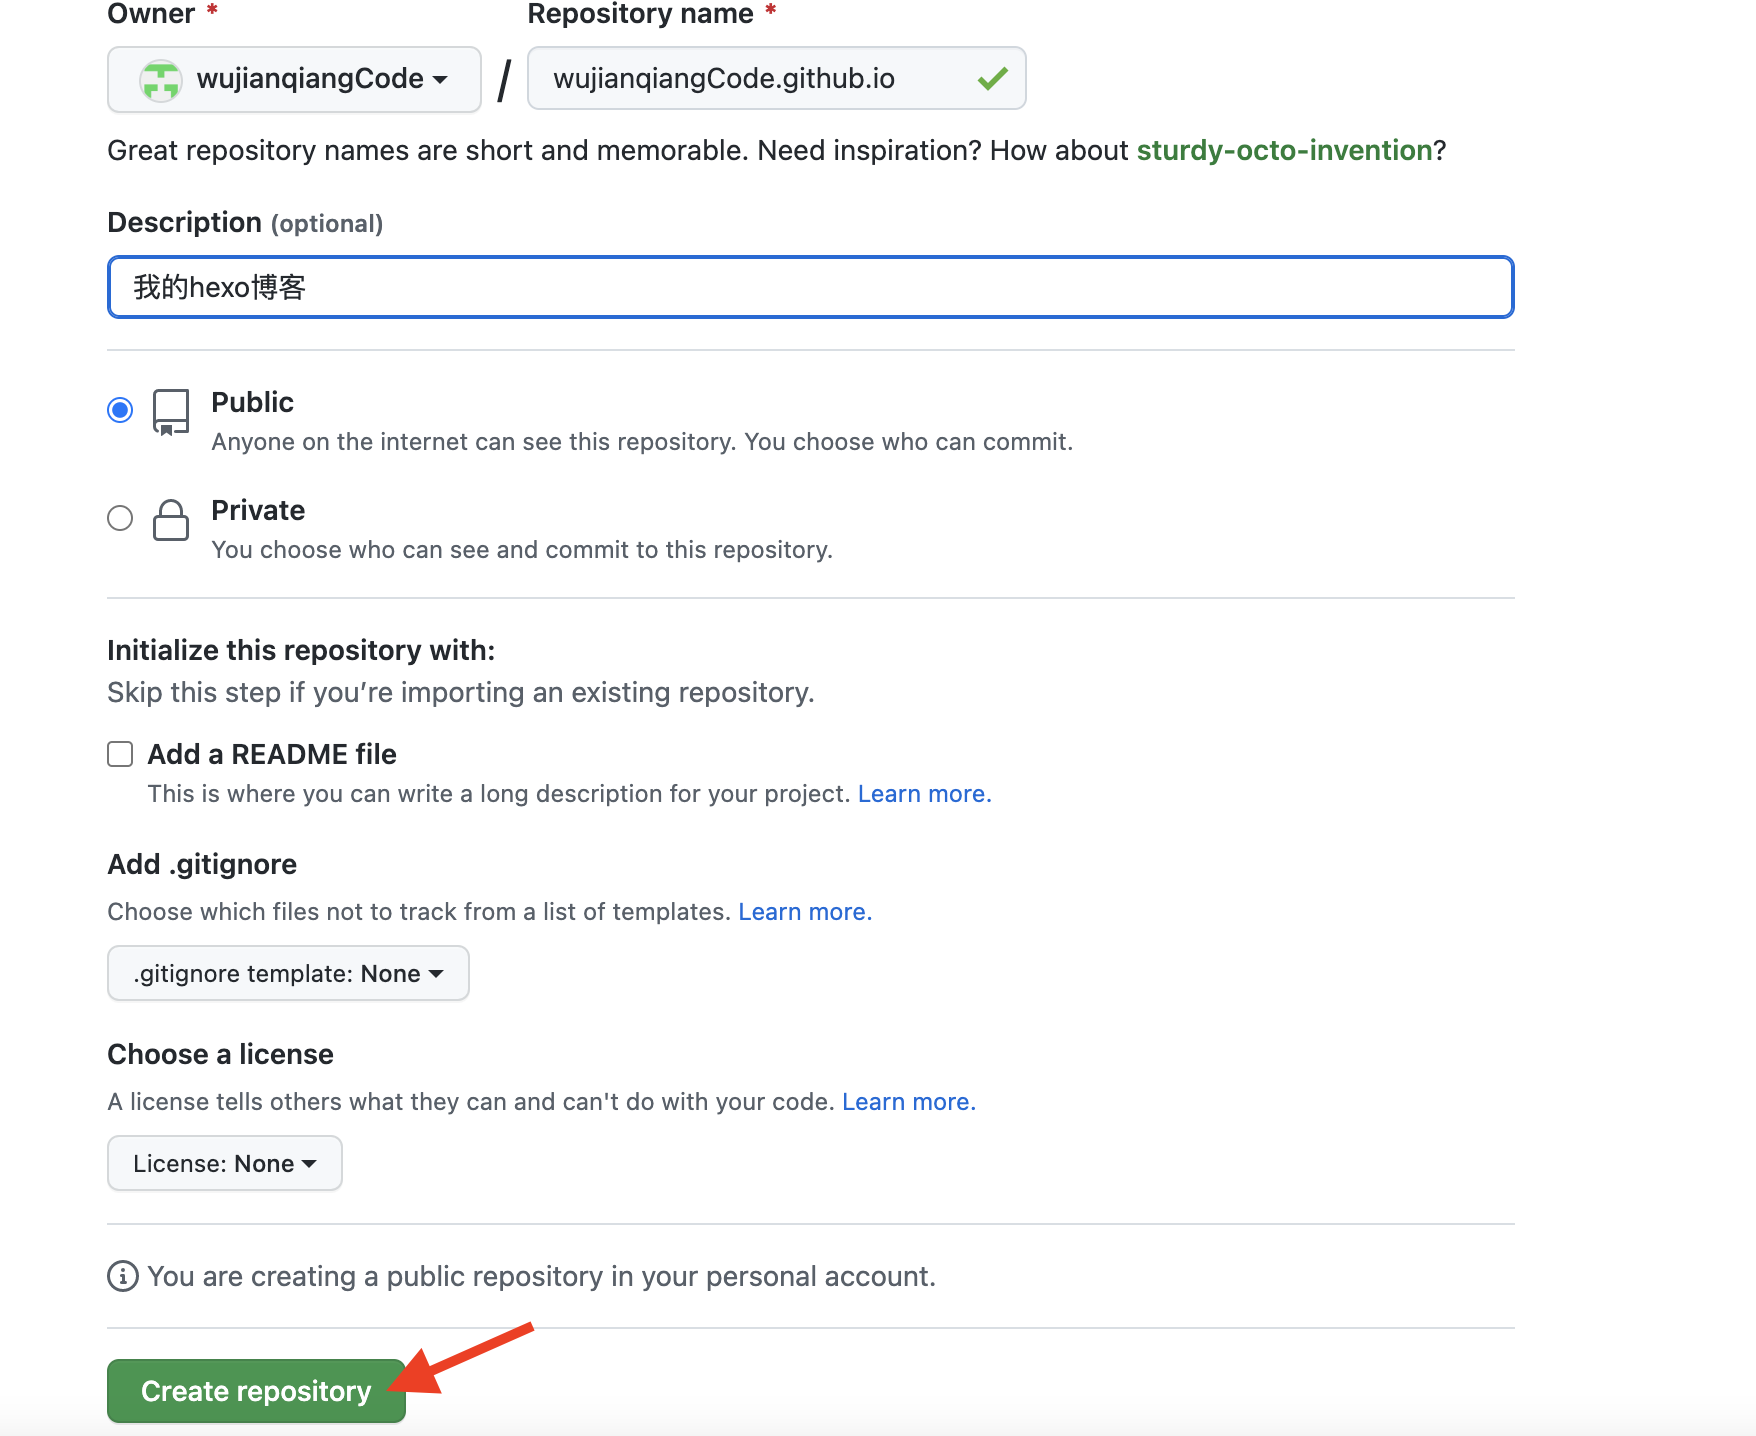 Owner * Repository name *
wujianqiangCode / wujianqiangCode.github.io
Great repository names are short and memorable. Need inspiration? How about sturdy-octo-invention?
Description (optional)
我的hexo博客
Public
Anyone on the internet can see this repository. You choose who can commit.
Private
You choose who can see and commit to this repository.
Initialize this repository with:
Skip this step if you’re importing an existing repository.
Add a README file
This is where you can write a long description for your project. Learn more.
Add .gitignore
Choose which files not to track from a list of templates. Learn more.
.gitignore template: None
Choose a license
A license tells others what they can and can't do with your code. Learn more.
License: None
You are creating a public repository in your personal account.
Create repository